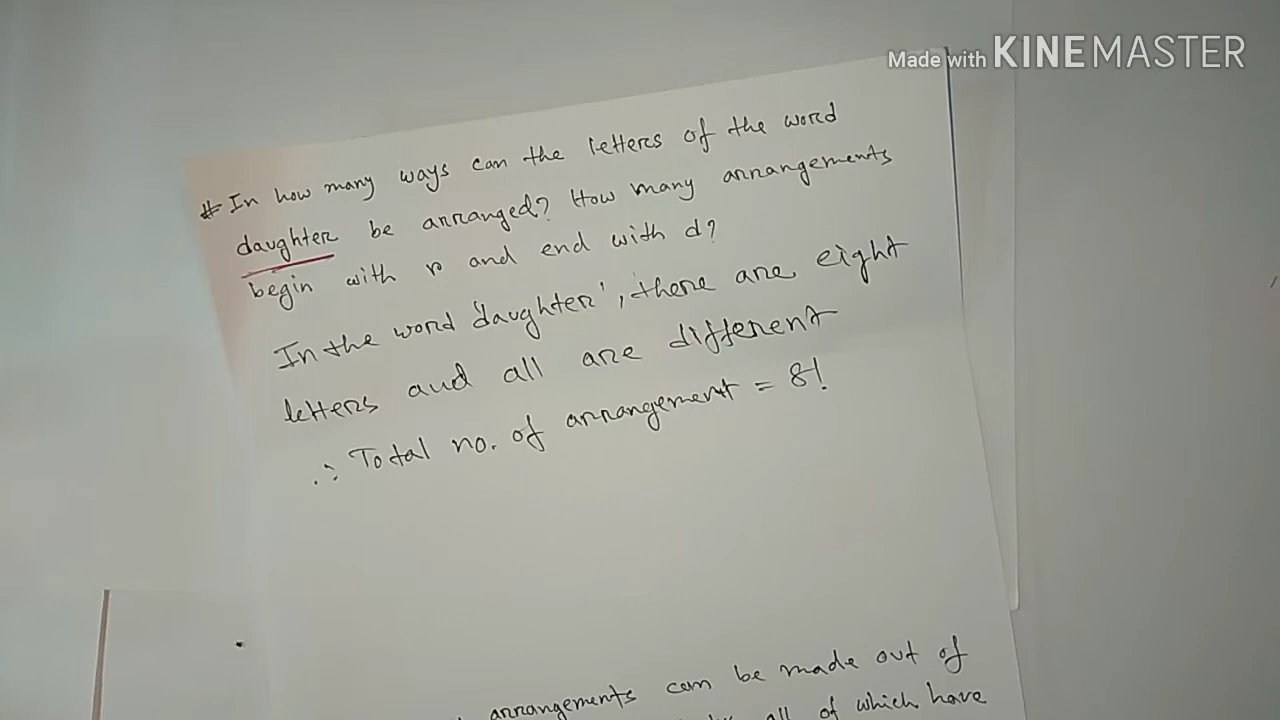 Made with KINEMASTER
# In how many ways can the letters of the word
daughter be arranged? How many arrangements
begin with r and end with d?
In the word 'daughter', there are eight
letters and all are different
∴ Total no. of arrangement = 8!
arrangements can be made out of
all of which have